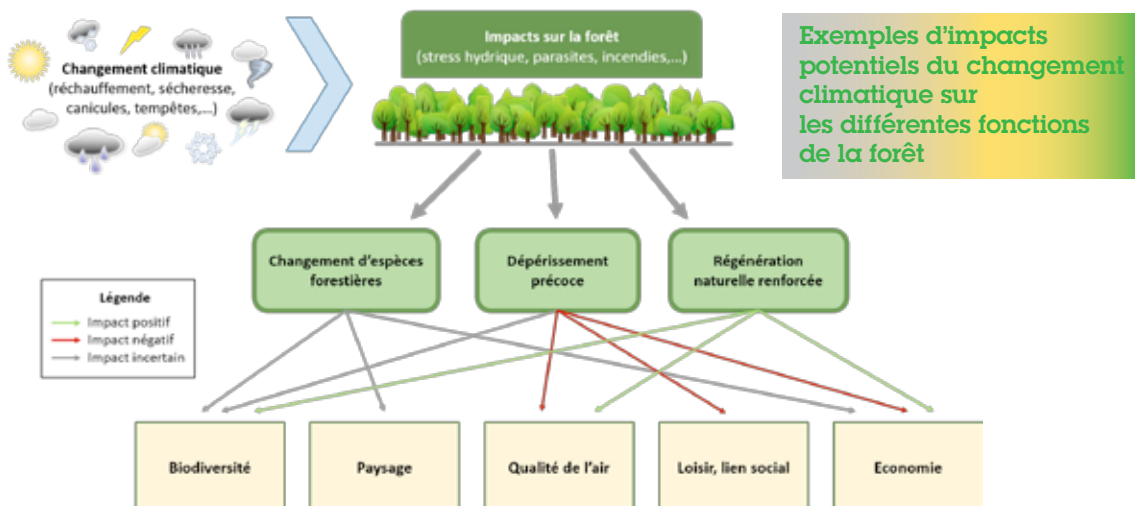 Changement climatique
(réchauffement, sécheresse,
canicules, tempêtes,...)
Impacts sur la forêt
(stress hydrique, parasites, incendies,...)
Exemples d'impacts
potentiels du changement
climatique sur
les différentes fonctions
de la forêt
Changement d'espèces
forestières
Dépérissement
précoce
Régénération
naturelle renforcée
Légende
Impact positif
Impact négatif
Impact incertain
Biodiversité
Paysage
Qualité de l'air
Loisir, lien social
Economie